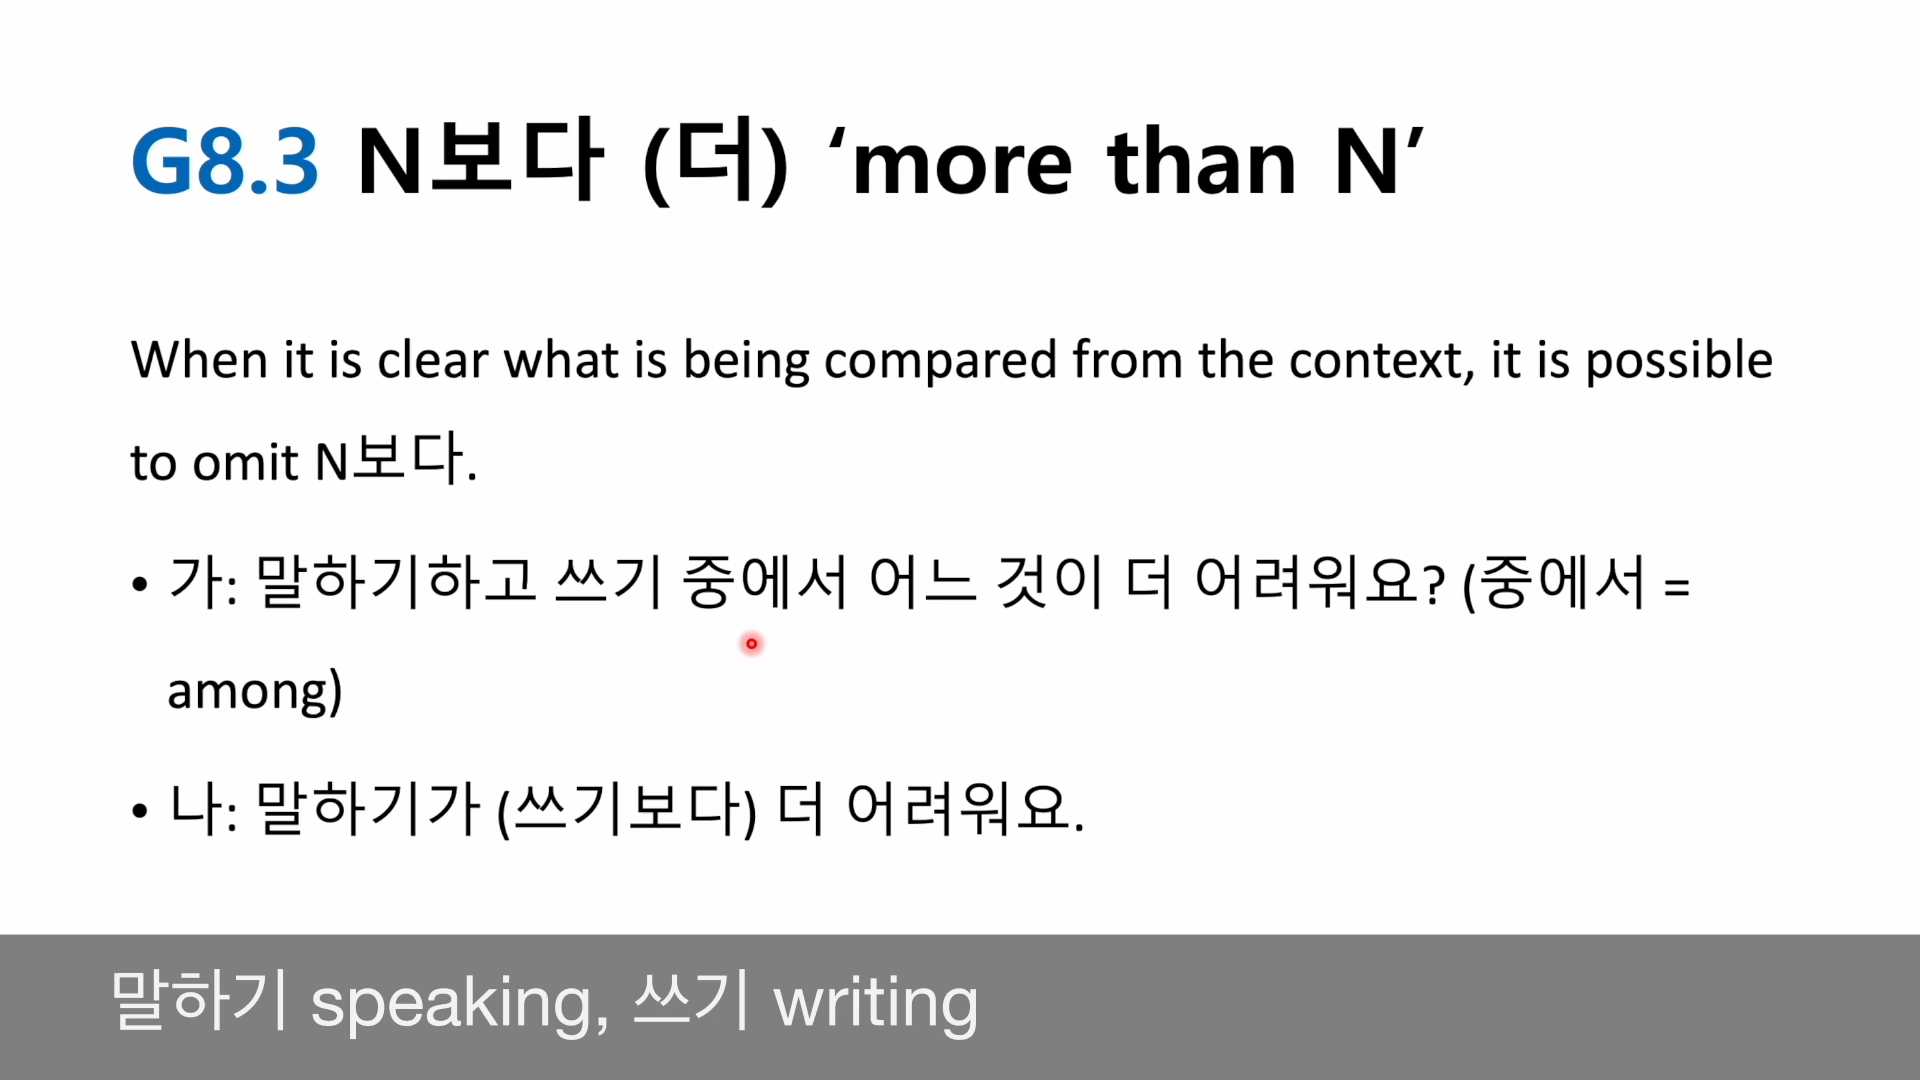 G8.3 N보다 (더) ‘more than N’
When it is clear what is being compared from the context, it is possible
to omit N보다.
• 가: 말하기하고 쓰기 중에서 어느 것이 더 어려워요? (중에서 =
among)
• 나: 말하기가 (쓰기보다) 더 어려워요.
말하기 speaking, 쓰기 writing